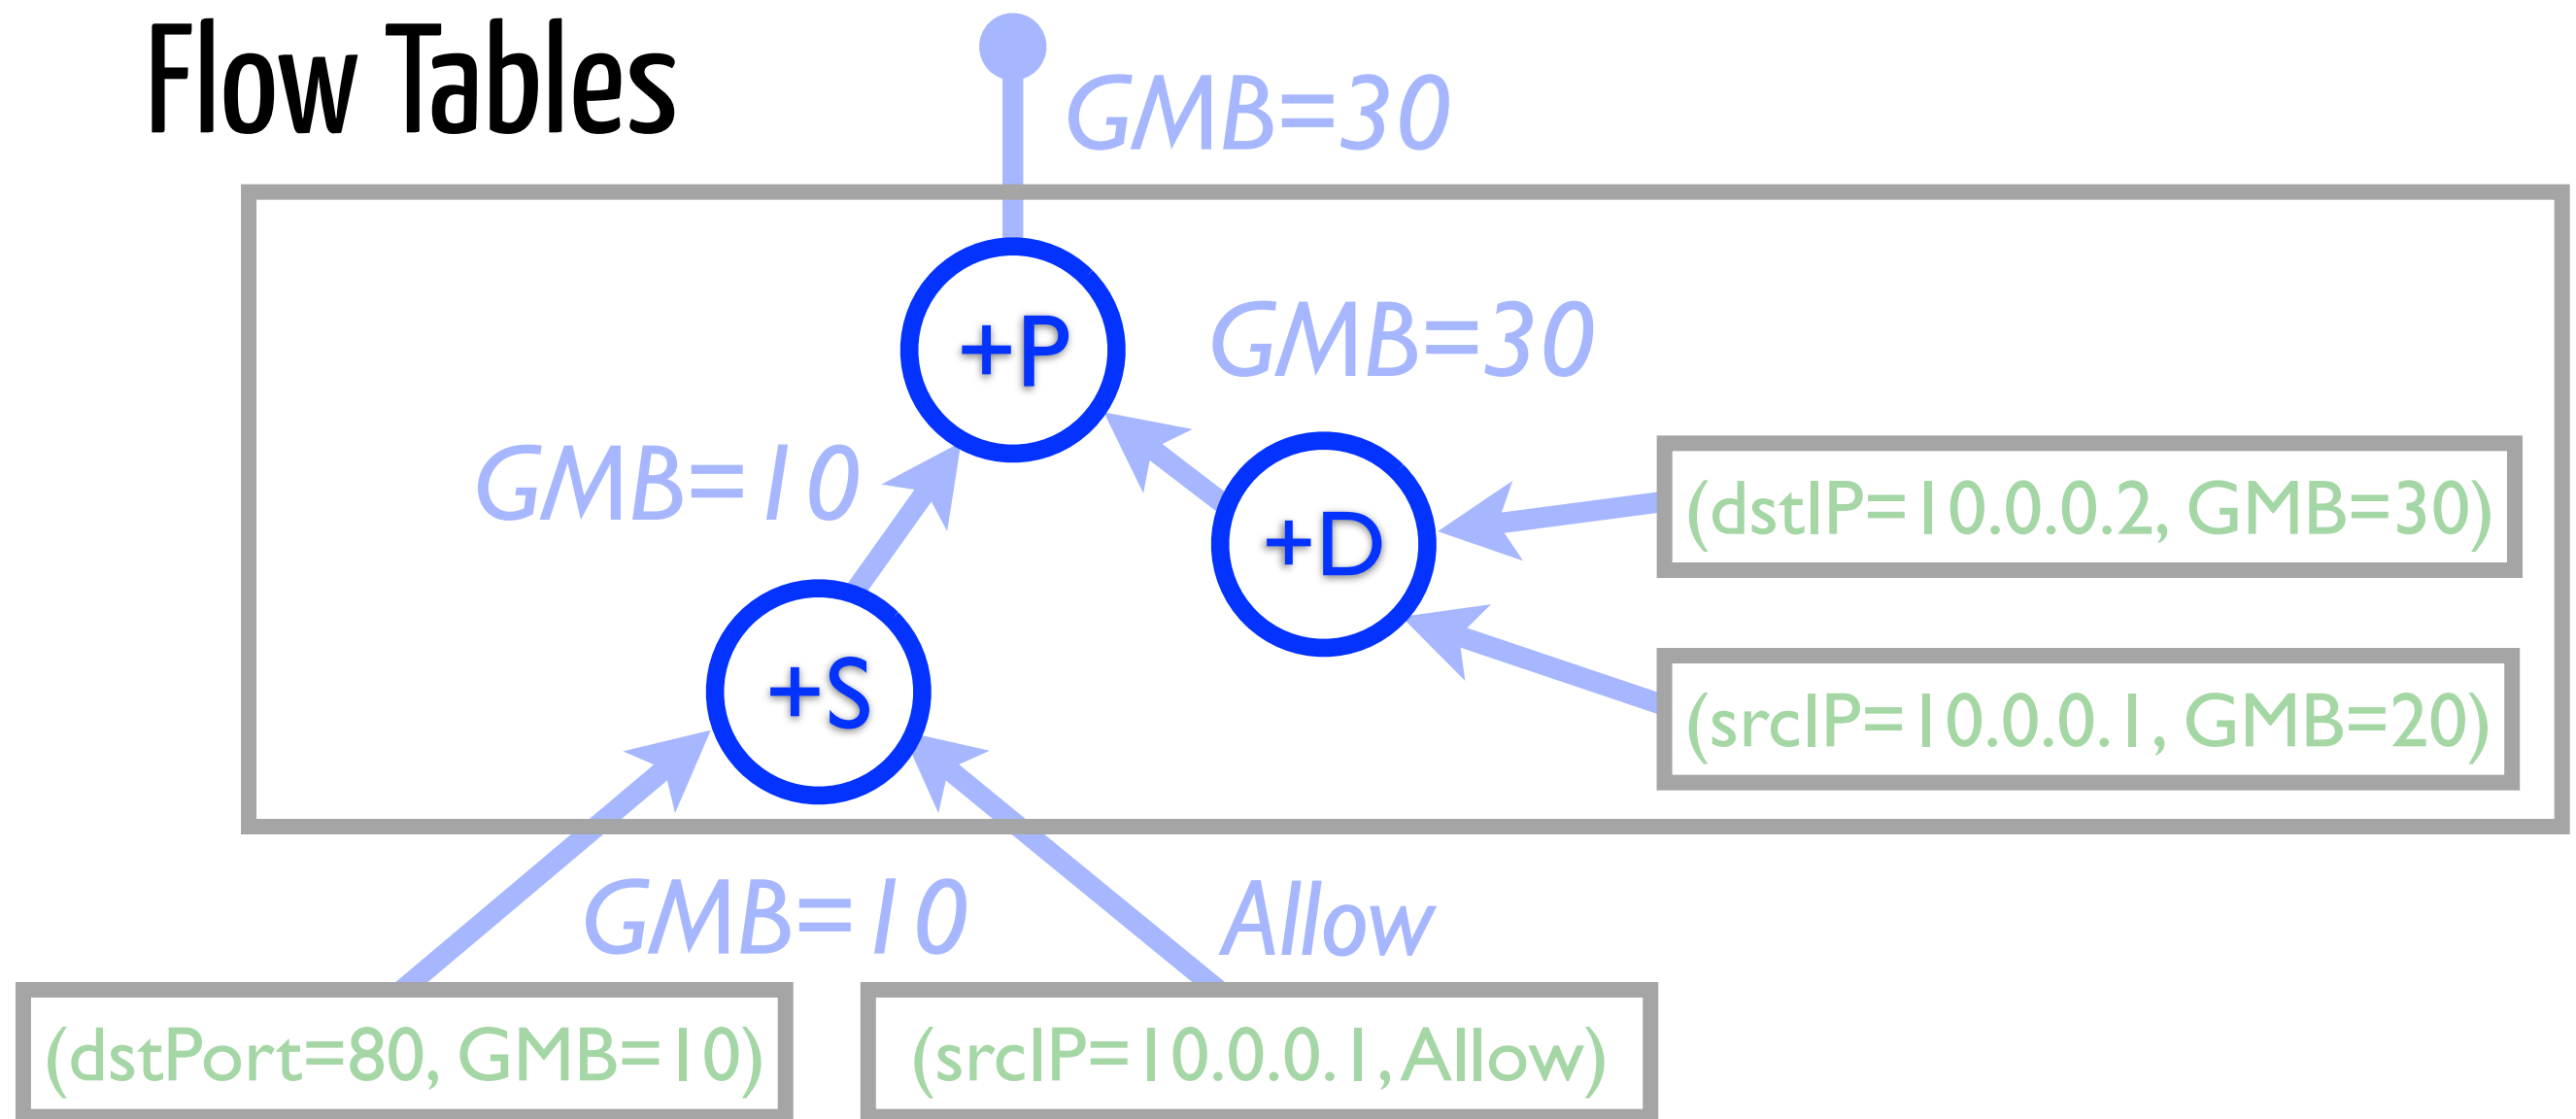 Flow Tables
GMB=30
+P
GMB=30
GMB=10
+D
(dstIP=10.0.0.2, GMB=30)
+S
(srcIP=10.0.0.1, GMB=20)
GMB=10
Allow
(dstPort=80, GMB=10)
(srcIP=10.0.0.1, Allow)